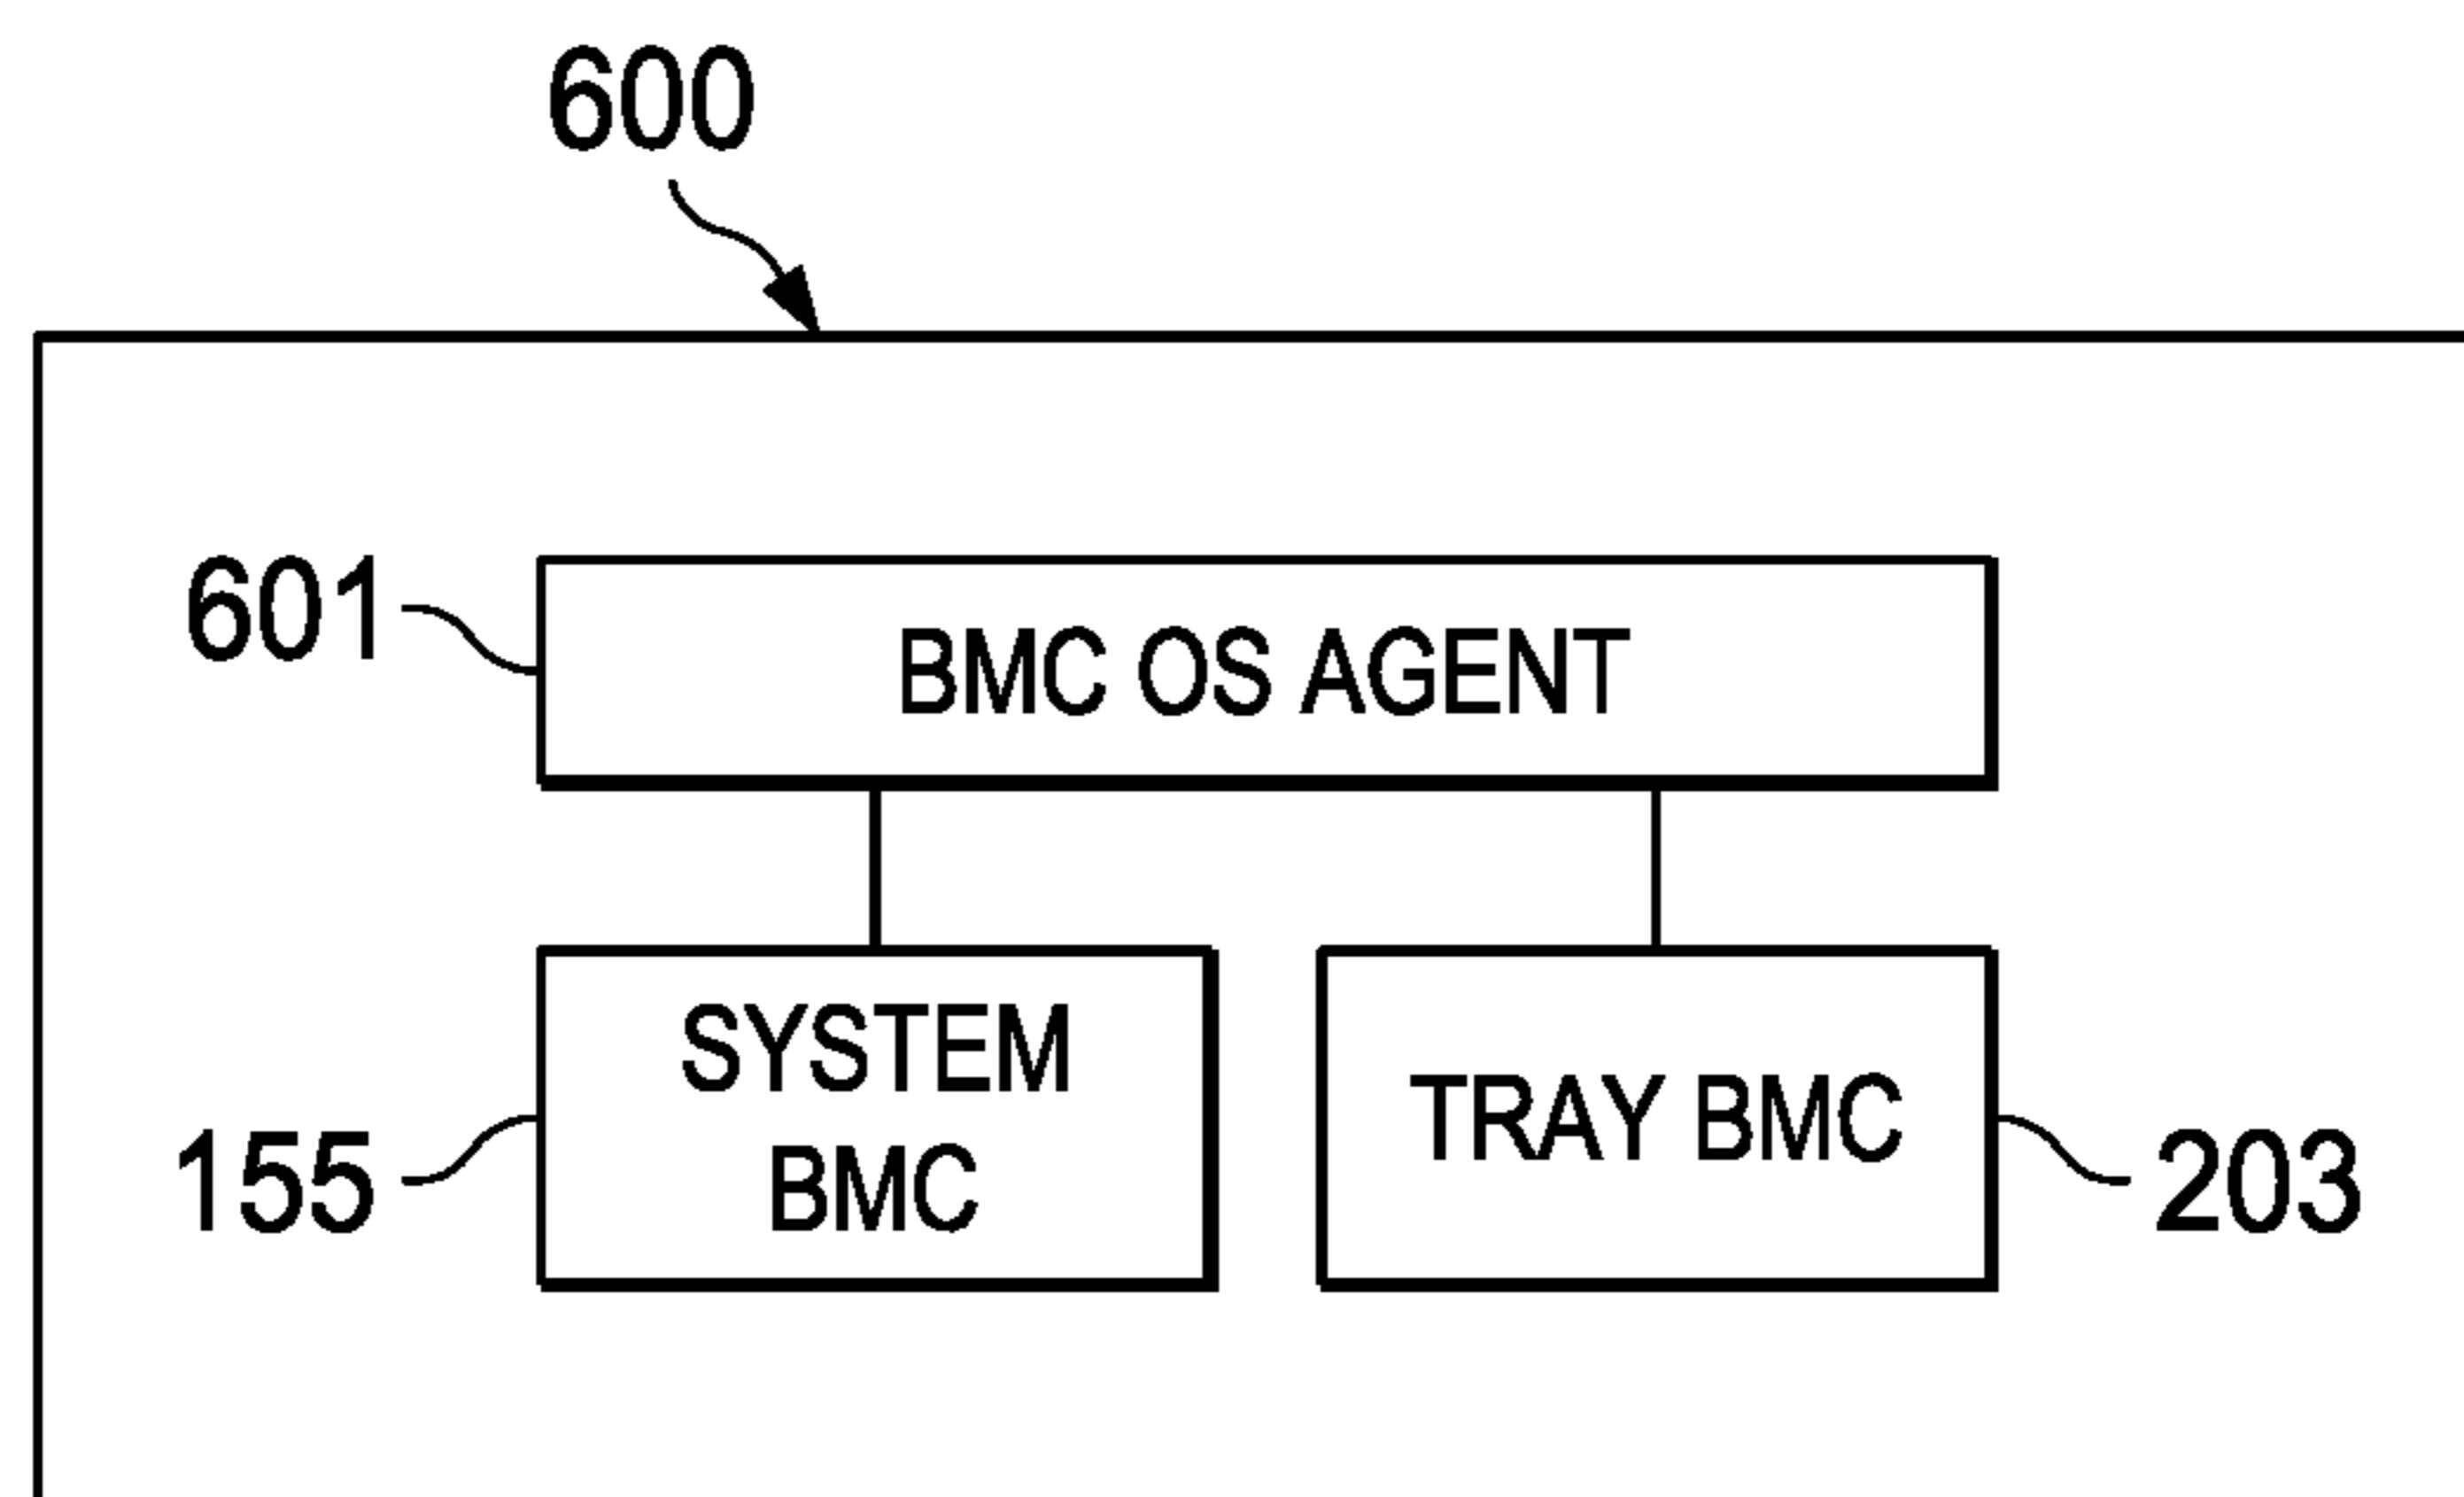 600
601
BMC OS AGENT
SYSTEM
BMC
155
TRAY BMC
203